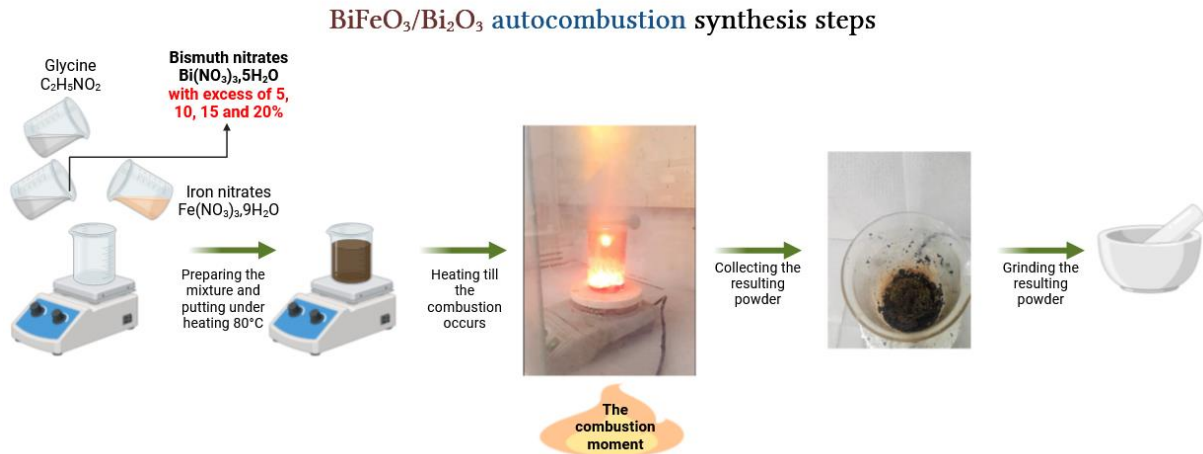 BiFeO₃/Bi₂O₃ autocombustion synthesis steps
Glycine
C₂H₅NO₂
Bismuth nitrates
Bi(NO₃)₃,5H₂O
with excess of 5,
10, 15 and 20%
Iron nitrates
Fe(NO₃)₃,9H₂O
Preparing the
mixture and
putting under
heating 80°C
Heating till
the
combustion
occurs
The
combustion
moment
Collecting the
resulting
powder
Grinding the
resulting
powder